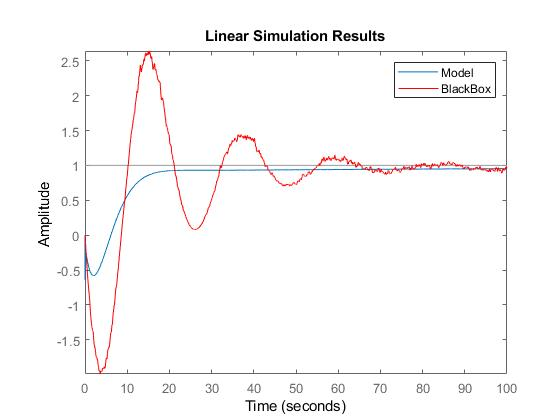 Linear Simulation Results
Model
BlackBox
2.5
2
1.5
1
0.5
0
-0.5
-1
-1.5
Amplitude
0 10 20 30 40 50 60 70 80 90 100
Time (seconds)